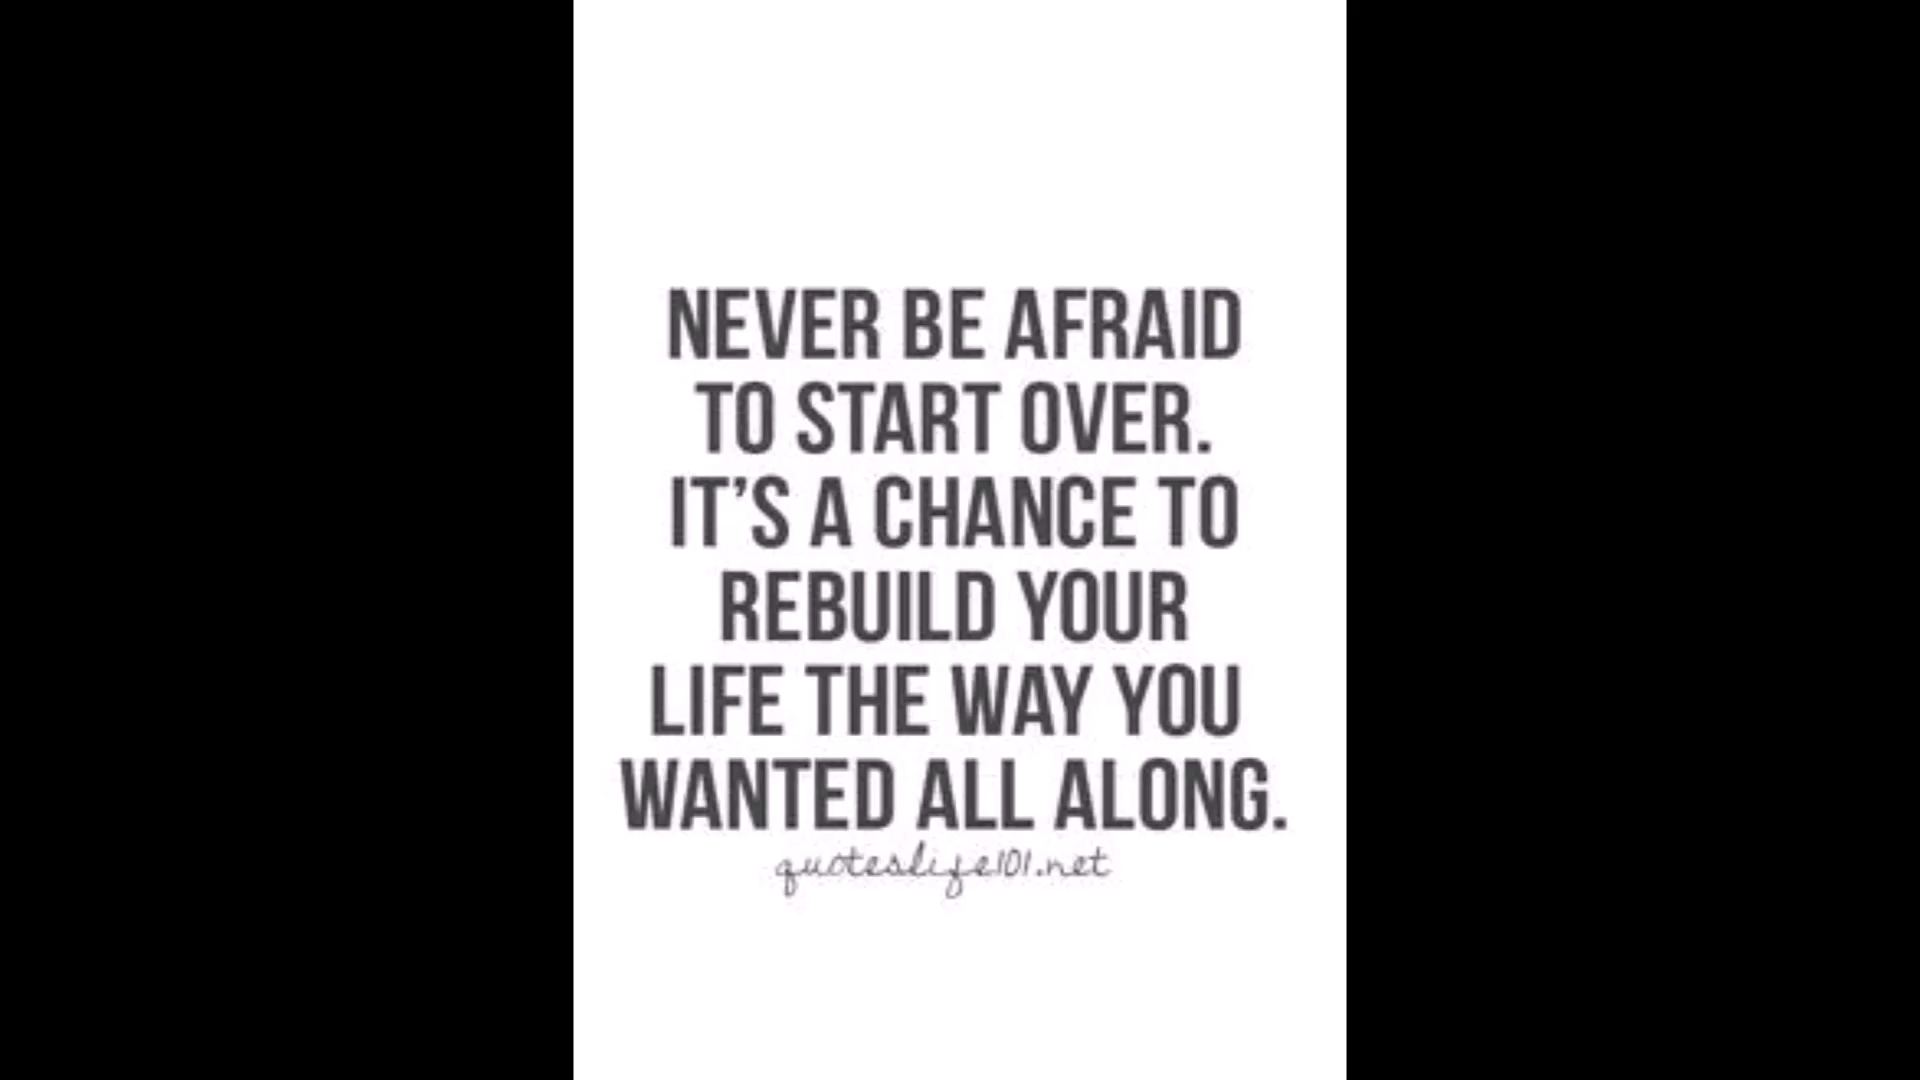 NEVER BE AFRAID
TO START OVER.
IT’S A CHANCE TO
REBUILD YOUR
LIFE THE WAY YOU
WANTED ALL ALONG.
quoteslife101.net